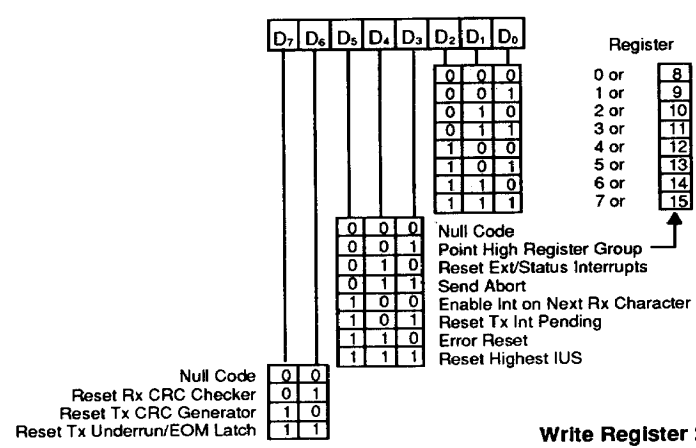 D7 D6 D5 D4 D3 D2 D1 D0
Register
0 0 0 0 or 8
0 0 1 1 or 9
0 1 0 2 or 10
0 1 1 3 or 11
1 0 0 4 or 12
1 0 1 5 or 13
1 1 0 6 or 14
1 1 1 7 or 15
0 0 0 Null Code
0 0 1 Point High Register Group
0 1 0 Reset Ext/Status Interrupts
0 1 1 Send Abort
1 0 0 Enable Int on Next Rx Character
1 0 1 Reset Tx Int Pending
1 1 0 Error Reset
1 1 1 Reset Highest IUS
Null Code 0 0
Reset Rx CRC Checker 0 1
Reset Tx CRC Generator 1 0
Reset Tx Underrun/EOM Latch 1 1
Write Register